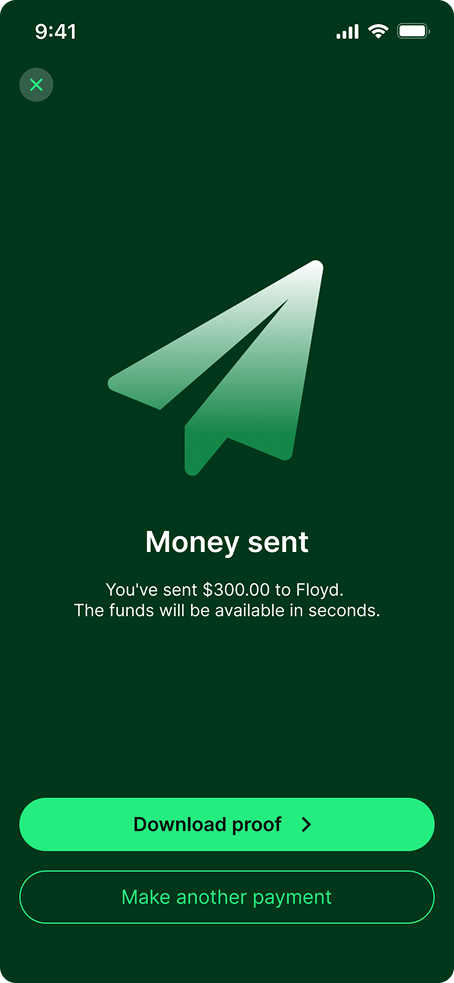 9:41
Money sent
You've sent $300.00 to Floyd.
The funds will be available in seconds.
Download proof
Make another payment